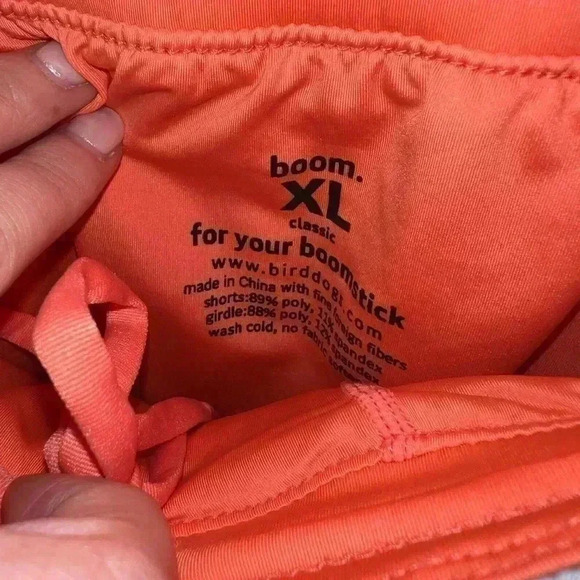 boom.
XL
classic
for your boomstick
www.birddogs.com
made in China with fine foreign fibers
shorts:89% poly, 11% spandex
girdle:88% poly, 12% spandex
wash cold, no fabric